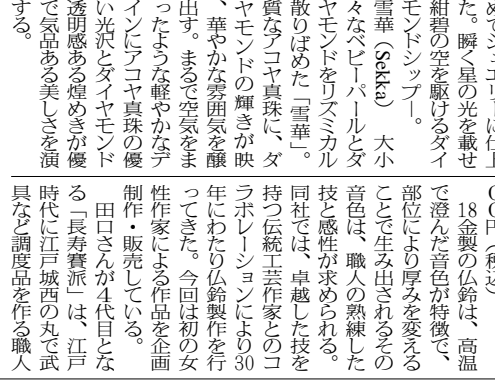 めてジュエリーに仕上
た。瞬く星の光を載せ
紺碧の空を駆けるダイ
モンドシップー。
雪華（Sekka）　大小
々なベビーパールとダ
ヤモンドをリズミカル
散りばめた「雪華」。
質なアコヤ真珠に、ダ
ヤモンドの輝きが映
、華やかな雰囲気を醸
出す。まるで空気をま
ったような軽やかなデ
インにアコヤ真珠の優
い光沢とダイヤモンド
透明感ある煌めきが優
で気品ある美しさを演
する。
００円（税込）
18金製の仏鈴は、高温
で澄んだ音色が特徴で、
部位により厚みを変える
ことで生み出されるその
音色は、職人の熟練した
技と感性が求められる。
同社では、卓越した技を
持つ伝統工芸作家とのコ
ラボレーションにより30
年にわたり仏鈴製作を行
ってきた。今回は初の女
性作家による作品を企画
制作・販売している。
田口さんが4代目とな
る「長寿賽派」は、江戸
時代に江戸城西の丸で武
具など調度品を作る職人